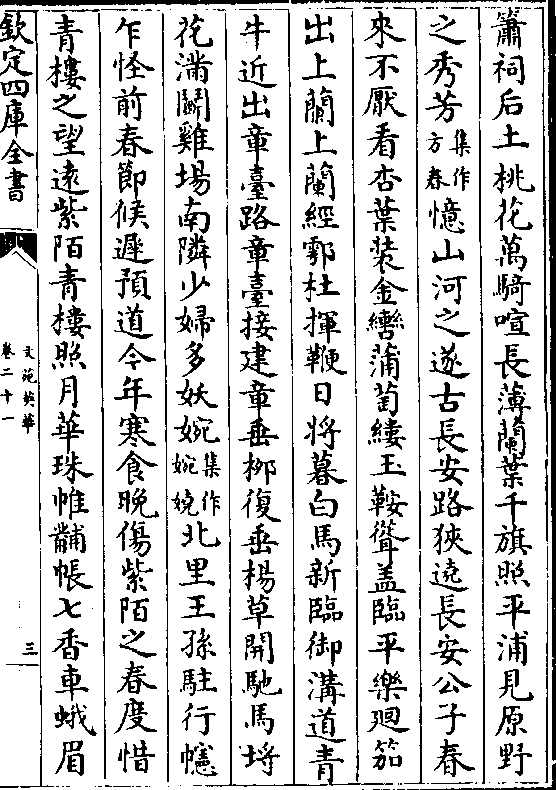 簫祠后土桃花萬騎喧長薄蘭葉千旗照平浦見原野
之秀芳集作方春憶山河之遂古長安路狹遶長安公子春
來不厭看杏葉裝金轡蒲萄縷玉鞍聳盖臨平樂廻笳
出上蘭上蘭經鄠杜揮鞭日將暮白馬新臨御溝道青
牛近出章臺路章臺接建章垂栁復垂楊草開馳馬埓
花滿鬭雞場南隣少婦多妖婉集作婉嬈北里王孫駐行幰
乍怪前春節候遲預道今年寒食晚傷紫陌之春度惜
青樓之望遠紫陌青樓照月華珠帷黼帳七香車蛾眉
欽定四庫全書
文苑英華
卷二十一
三